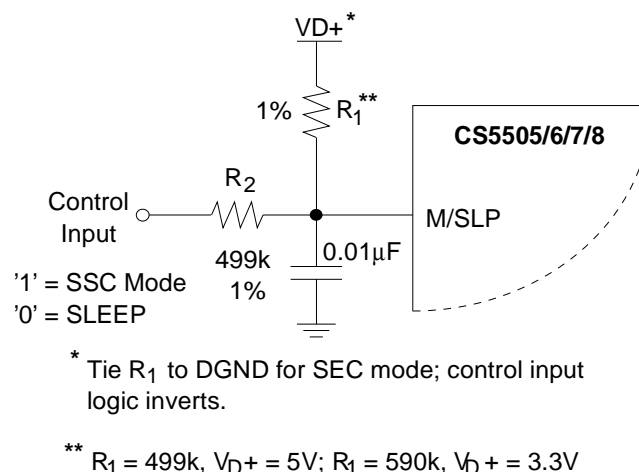 VD+*
1% R1**
CS5505/6/7/8
R2
Control
Input
M/SLP
499k
1%
0.01µF
'1' = SSC Mode
'0' = SLEEP
* Tie R1 to DGND for SEC mode; control input
logic inverts.
** R1 = 499k, VD+ = 5V; R1 = 590k, VD + = 3.3V